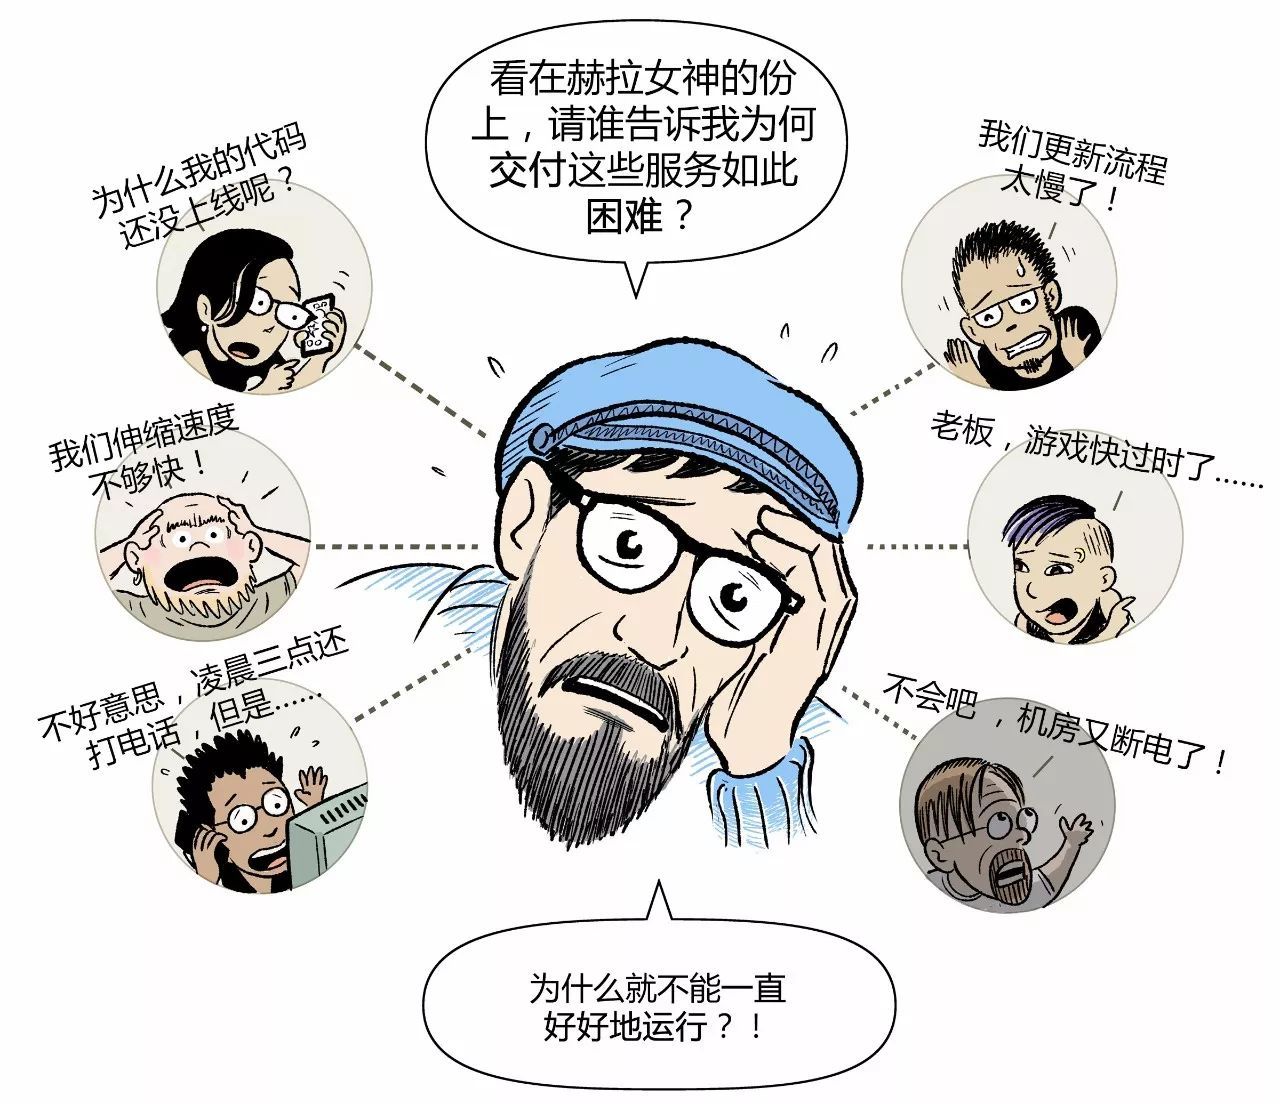 看在赫拉女神的份
上，请谁告诉我为何
交付这些服务如此
困难？
为什么我的代码
还没上线呢？
我们更新流程
太慢了！
我们伸缩速度
不够快！
老板，游戏快过时了……
不好意思，凌晨三点还
打电话，但是……
不会吧，机房又断电了！
为什么就不能一直
好好地运行？！